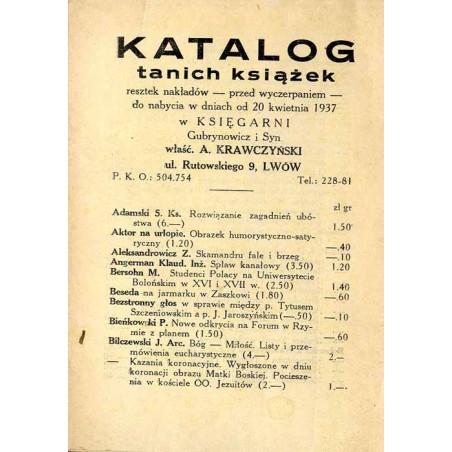 KATALOG
tanich książek
resztek nakładów — przed wyczerpaniem —
do nabycia w dniach od 20 kwietnia 1937
w KSIĘGARNI
Gubrynowicz i Syn
właśc. A. KRAWCZYŃSKI
ul. Rutowskiego 9, LWÓW
P. K. O.: 504.754 Tel.: 228-81
zł gr
Adamski S. Ks. Rozwiązanie zagadnień ubó-
stwa (6.—) 1.50
Aktor na urlopie. Obrazek humorystyczno-saty-
ryczny (1.20) —.40
Aleksandrowicz Z. Skamandru fale i brzeg —.10
Angerman Klaud. Inż. Spław kanałowy (3.50) 1.20
Bersohn M. Studenci Polacy na Uniwersytecie
Bolońskim w XVI i XVII w. (2.50) 1.40
Beseda na jarmarku w Zaszkowi (1.80) —.60
Bezstronny głos w sprawie między p. Tytusem
Szczeniowskim a p. J. Jaroszyńskim (—.50) —.10
Bieńkowski P. Nowe odkrycia na Forum w Rzy-
mie z planem (1.50) —.60
Bilczewski J. Arc. Bóg — Miłość. Listy i prze-
mówienia eucharystyczne (4.—) 2.—
— Kazania koronacyjne. Wygłoszone w dniu
koronacji obrazu Matki Boskiej. Pociesze-
nia w kościele OO. Jezuitów (2.—) 1.—